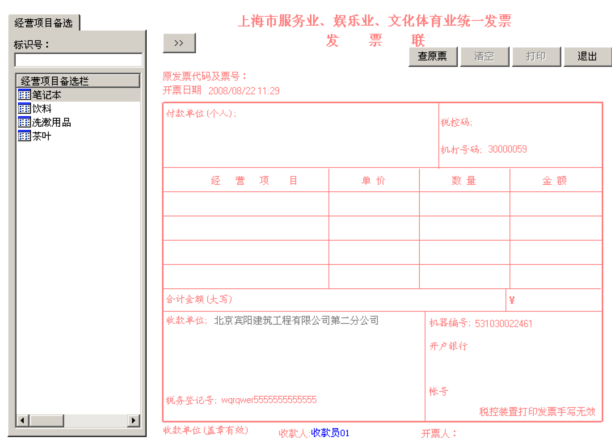 经营项目备选
标识号：
经营项目备选栏
笔记本
饮料
洗漱用品
茶叶
>>
上海市服务业、娱乐业、文化体育业统一发票
发 票 联
查原票 清空 打印 退出
原发票代码及票号：
开票日期 2008/08/22 11:29
付款单位(个人)：
税控码：
机打号码：30000059
经 营 项 目 单 价 数 量 金 额
合计金额(大写) ¥
收款单位：北京宾阳建筑工程有限公司第二分公司
机器编号：531030022461
开户银行
税务登记号：wqrqwer5555555555555
帐号
税控装置打印发票手写无效
收款单位(盖章有效) 收款人 收款员01 开票人：